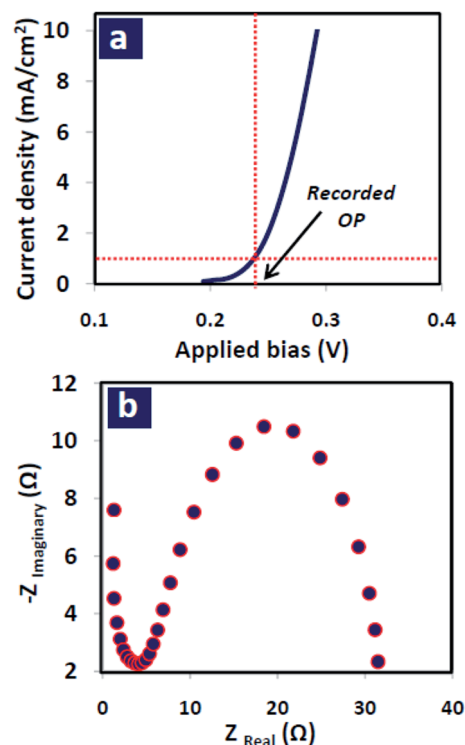 a
10
8
6
4
2
0
Current density (mA/cm²)
Recorded
OP
0.1 0.2 0.3 0.4
Applied bias (V)
b
12
10
8
6
4
2
-Z Imaginary (Ω)
0 10 20 30 40
Z Real (Ω)